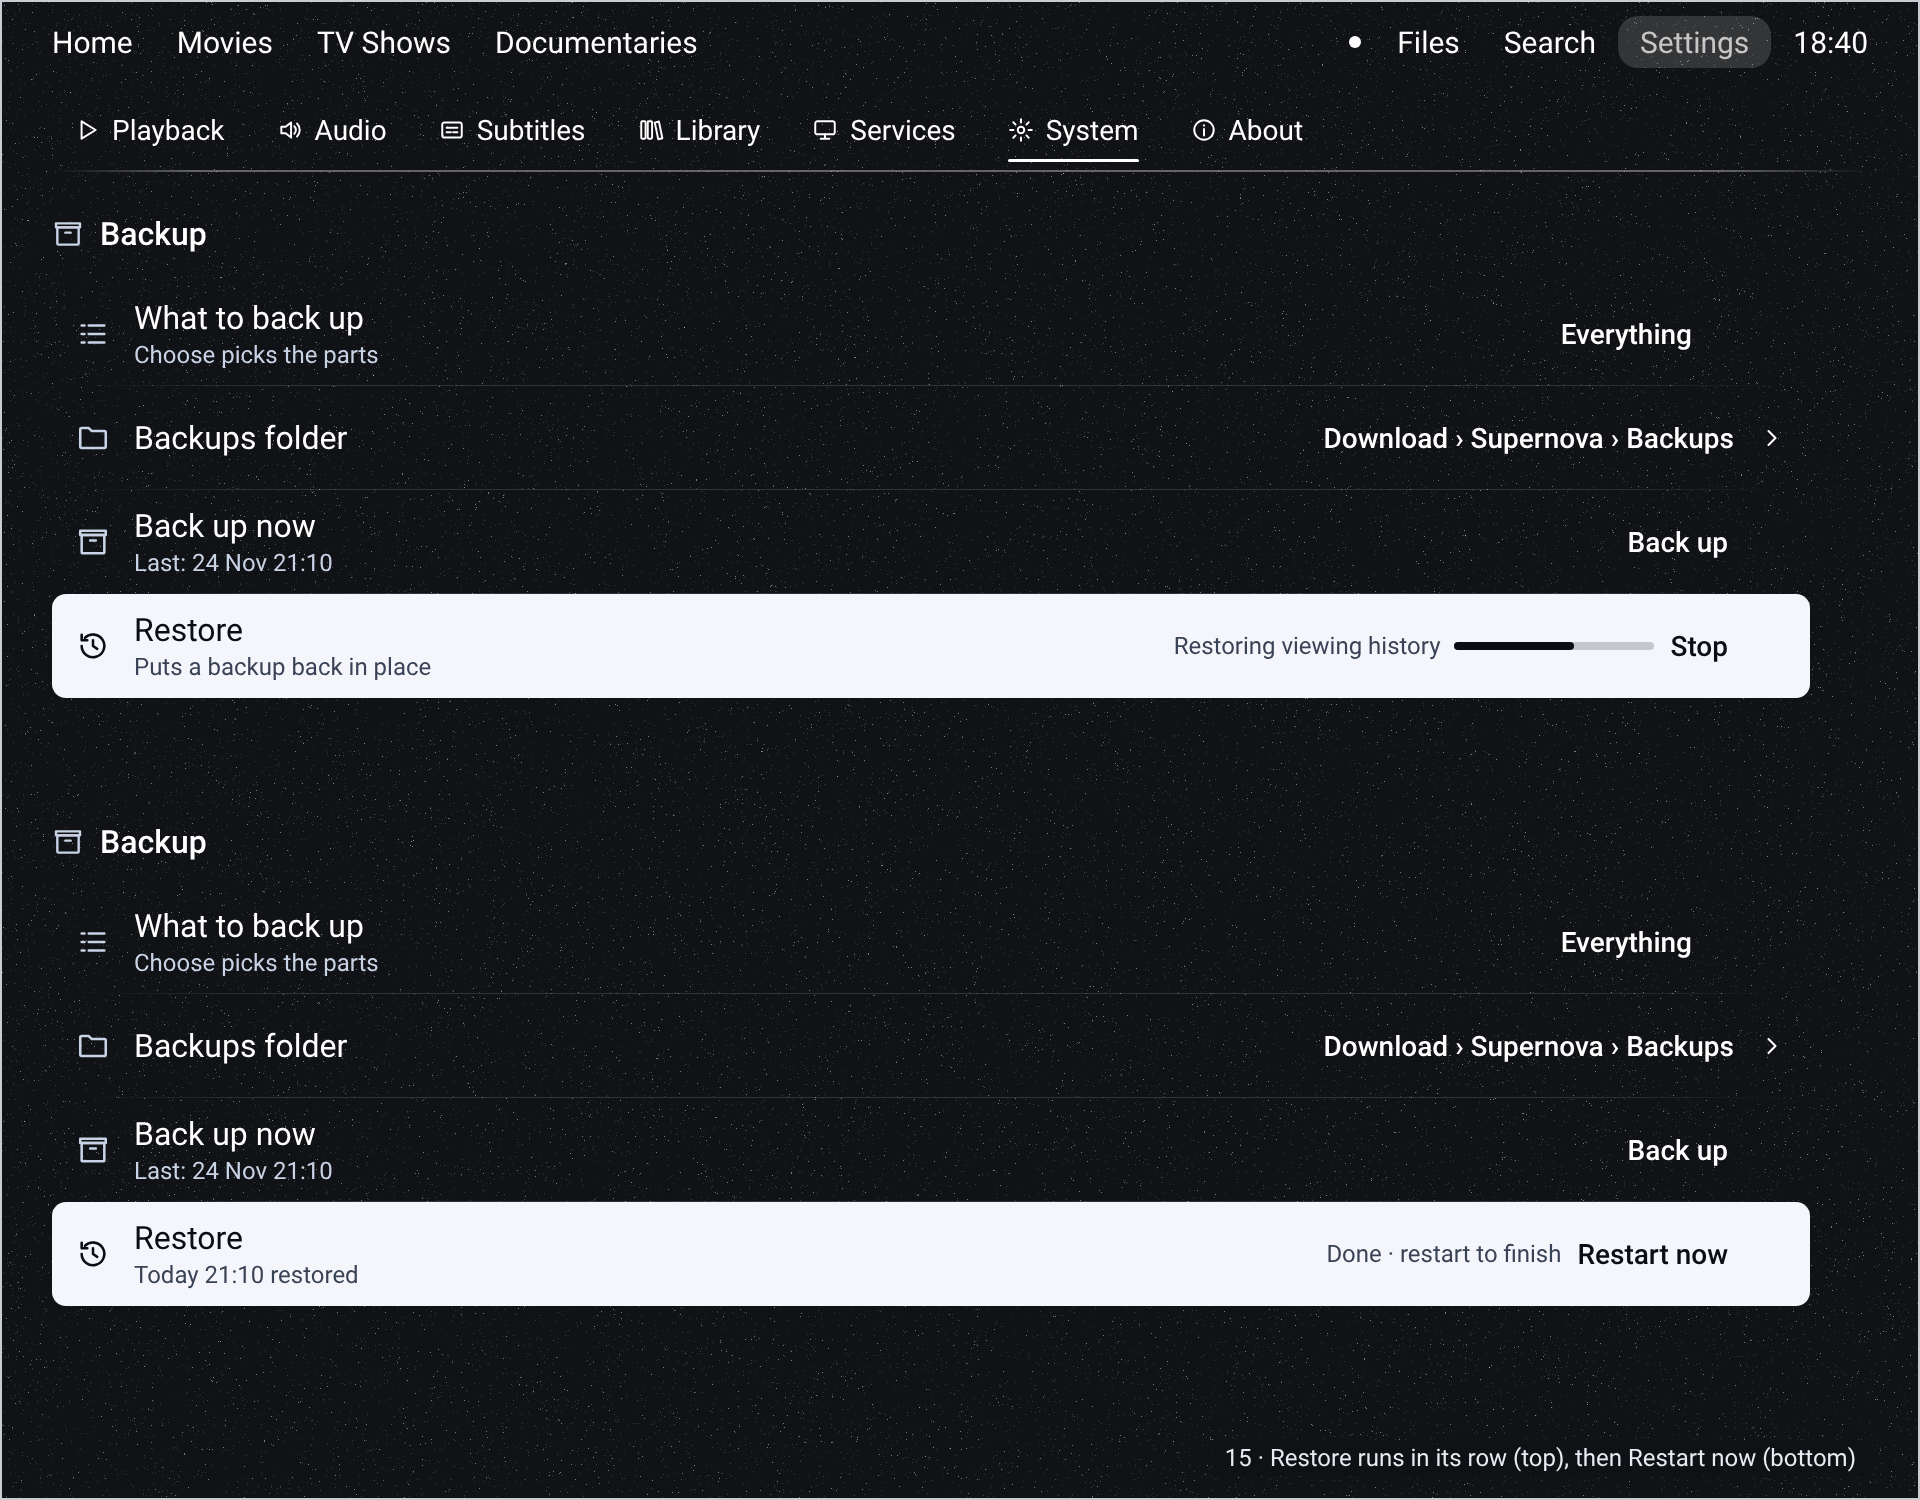 Home Movies TV Shows Documentaries Files Search Settings 18:40
Playback Audio Subtitles Library Services System About
Backup
What to back up
Choose picks the parts
Everything
Backups folder
Download › Supernova › Backups
Back up now
Last: 24 Nov 21:10
Back up
Restore
Puts a backup back in place
Restoring viewing history
Stop
Backup
What to back up
Choose picks the parts
Everything
Backups folder
Download › Supernova › Backups
Back up now
Last: 24 Nov 21:10
Back up
Restore
Today 21:10 restored
Done · restart to finish
Restart now
15 · Restore runs in its row (top), then Restart now (bottom)